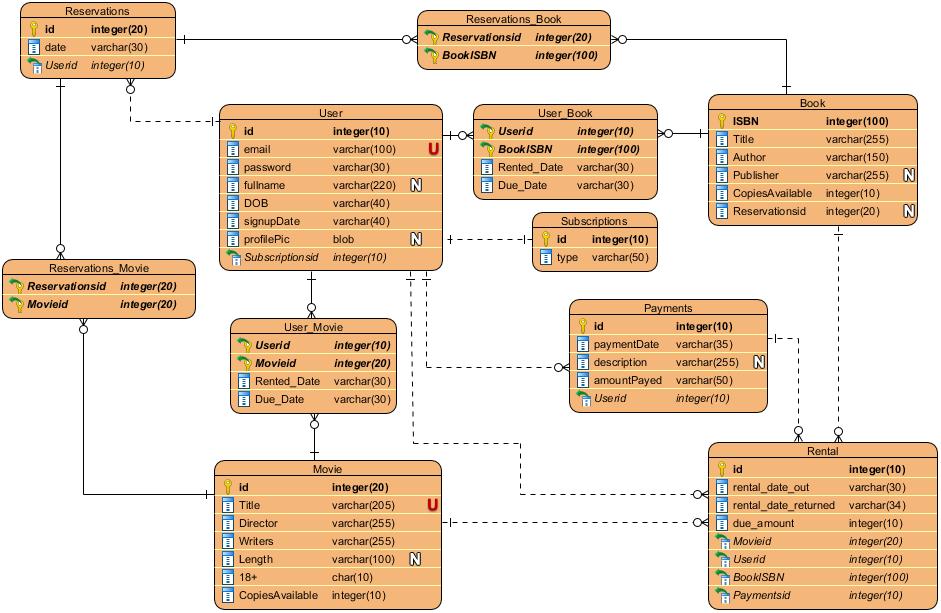 Reservations
id integer(20)
date varchar(30)
Userid integer(10)
Reservations_Book
Reservationsid integer(20)
BookISBN integer(100)
User
id integer(10)
email varchar(100) U
password varchar(30)
fullname varchar(220) N
DOB varchar(40)
signupDate varchar(40)
profilePic blob N
Subscriptionsid integer(10)
User_Book
Userid integer(10)
BookISBN integer(100)
Rented_Date varchar(30)
Due_Date varchar(30)
Book
ISBN integer(100)
Title varchar(255)
Author varchar(150)
Publisher varchar(255) N
CopiesAvailable integer(10)
Reservationsid integer(20) N
Subscriptions
id integer(10)
type varchar(50)
Reservations_Movie
Reservationsid integer(20)
Movieid integer(20)
User_Movie
Userid integer(10)
Movieid integer(20)
Rented_Date varchar(30)
Due_Date varchar(30)
Payments
id integer(10)
paymentDate varchar(35)
description varchar(255) N
amountPayed varchar(50)
Userid integer(10)
Movie
id integer(20)
Title varchar(205) U
Director varchar(255)
Writers varchar(255)
Length varchar(100) N
18+ char(10)
CopiesAvailable integer(10)
Rental
id integer(10)
rental_date_out varchar(30)
rental_date_returned varchar(34)
due_amount integer(10)
Movieid integer(20)
Userid integer(10)
BookISBN integer(100)
Paymentsid integer(10)